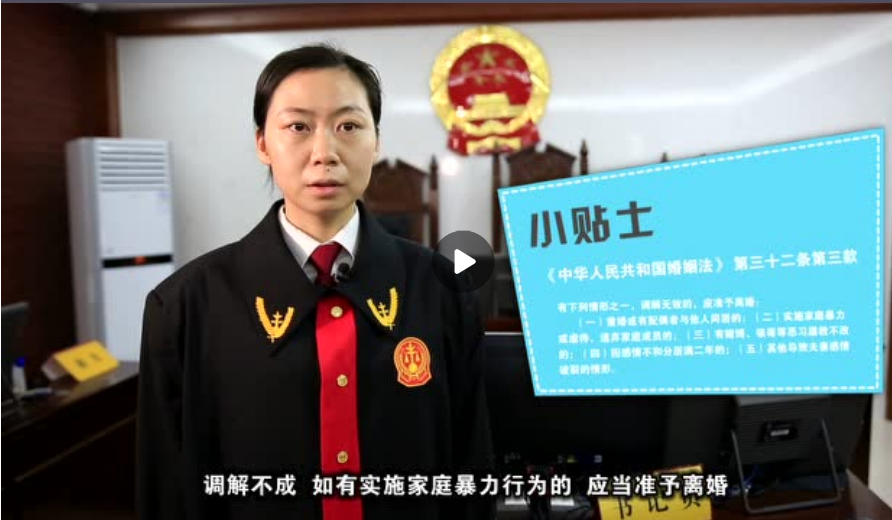 小贴士
《中华人民共和国婚姻法》 第三十二条第三款
有下列情形之一，调解无效的，应准予离婚：
（一）重婚或有配偶者与他人同居的；（二）实施家庭暴力
或虐待、遗弃家庭成员的；（三）有赌博、吸毒等恶习屡教不改
的；（四）因感情不和分居满二年的；（五）其他导致夫妻感情
破裂的情形.
调解不成 如有实施家庭暴力行为的 应当准予离婚
书记员